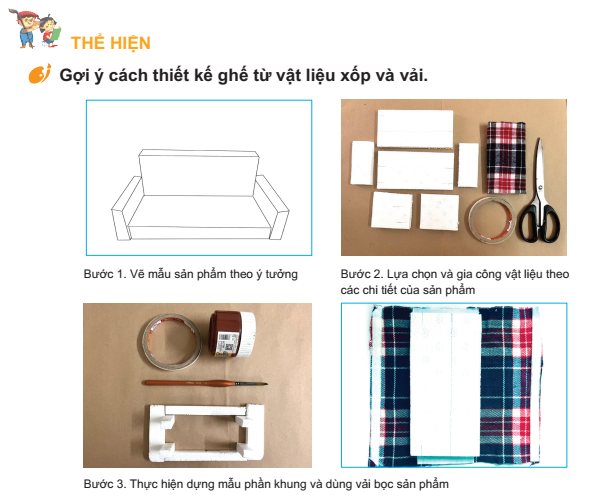 THỂ HIỆN
Gợi ý cách thiết kế ghế từ vật liệu xốp và vải.
Bước 1. Vẽ mẫu sản phẩm theo ý tưởng
Bước 2. Lựa chọn và gia công vật liệu theo
các chi tiết của sản phẩm
Bước 3. Thực hiện dựng mẫu phần khung và dùng vải bọc sản phẩm